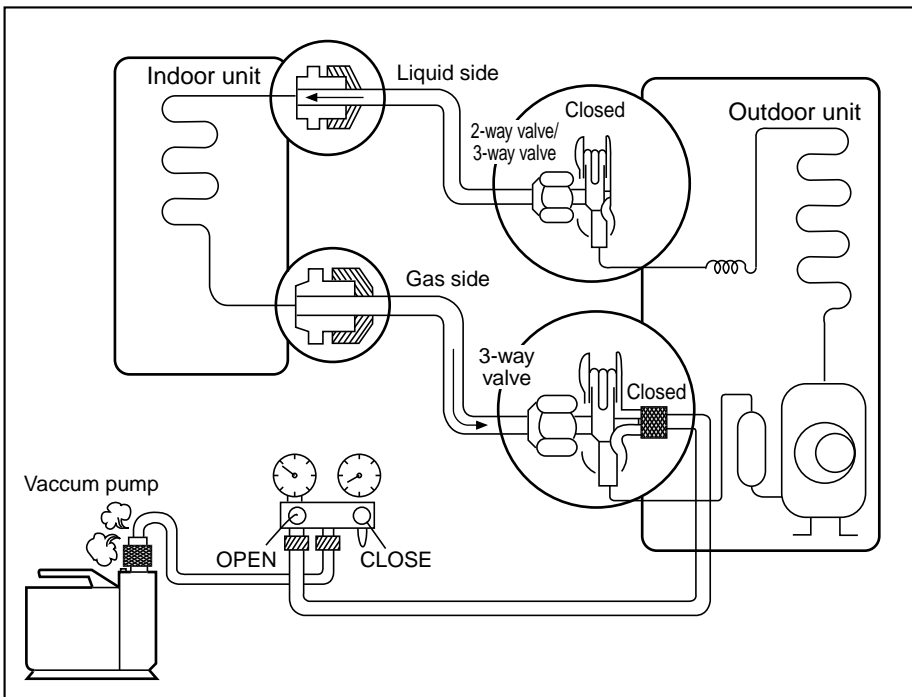 Indoor unit
Liquid side
Closed
2-way valve/
3-way valve
Outdoor unit
Gas side
3-way
valve
Closed
Vaccum pump
OPEN
CLOSE